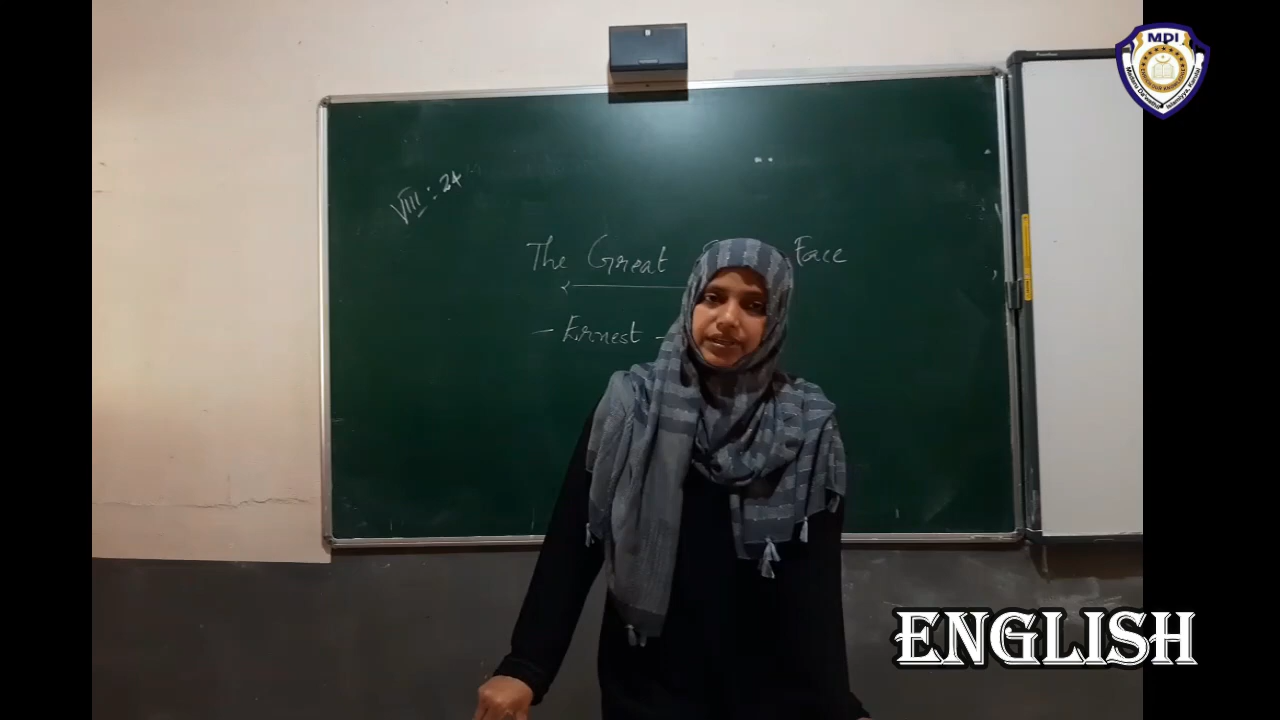 MPI
VIII :- 24
The Great Face
- Ernest -
ENGLISH